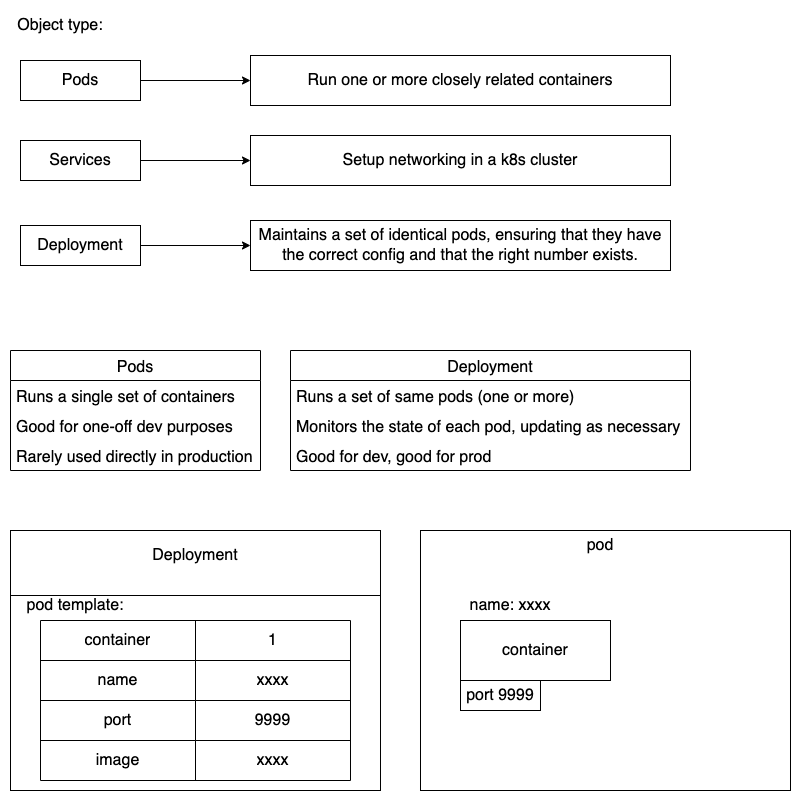 Object type:
Pods
Run one or more closely related containers
Services
Setup networking in a k8s cluster
Deployment
Maintains a set of identical pods, ensuring that they have
the correct config and that the right number exists.
Pods
Runs a single set of containers
Good for one-off dev purposes
Rarely used directly in production
Deployment
Runs a set of same pods (one or more)
Monitors the state of each pod, updating as necessary
Good for dev, good for prod
Deployment
pod template:
container 1
name xxxx
port 9999
image xxxx
pod
name: xxxx
container
port 9999